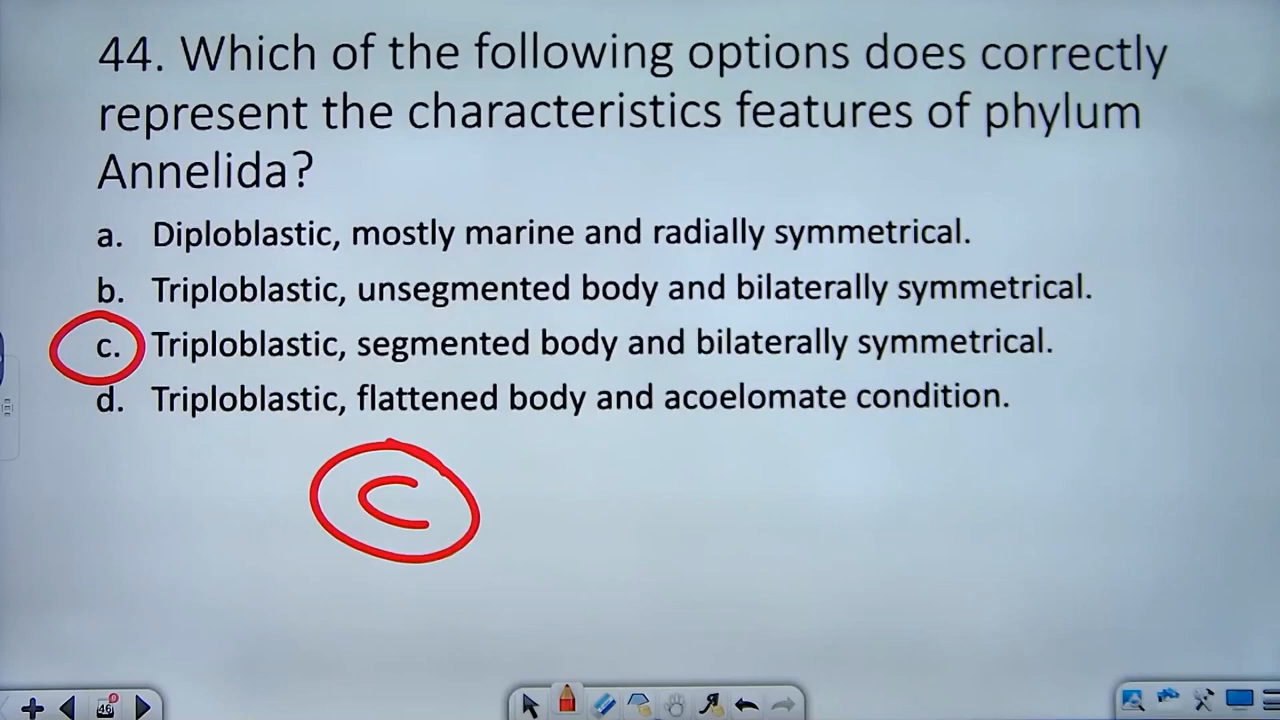 44. Which of the following options does correctly
represent the characteristics features of phylum
Annelida?
a. Diploblastic, mostly marine and radially symmetrical.
b. Triploblastic, unsegmented body and bilaterally symmetrical.
c. Triploblastic, segmented body and bilaterally symmetrical.
d. Triploblastic, flattened body and acoelomate condition.
C
46